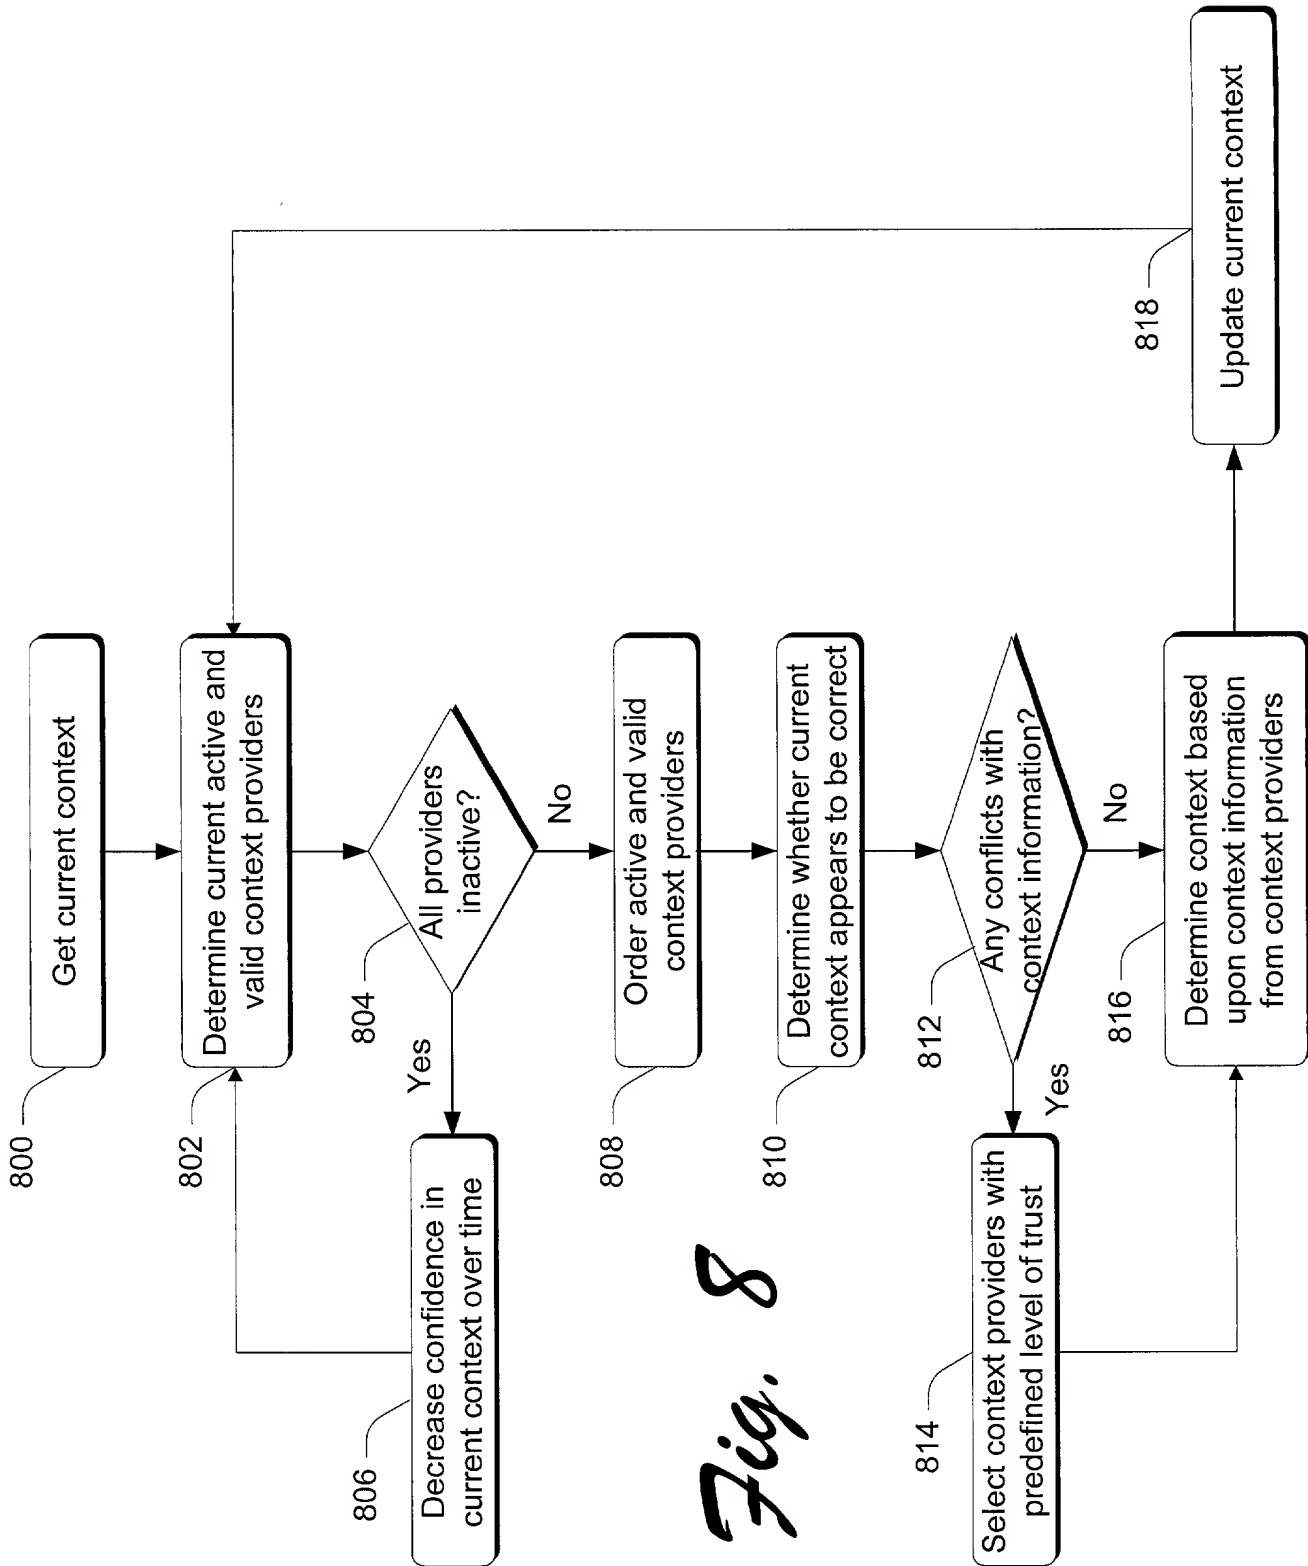 800
Get current context
802
Determine current active and
valid context providers
804
All providers
inactive?
Yes
No
806
Decrease confidence in
current context over time
808
Order active and valid
context providers
810
Determine whether current
context appears to be correct
812
Any conflicts with
context information?
Yes
No
814
Select context providers with
predefined level of trust
816
Determine context based
upon context information
from context providers
818
Update current context
Fig. 8